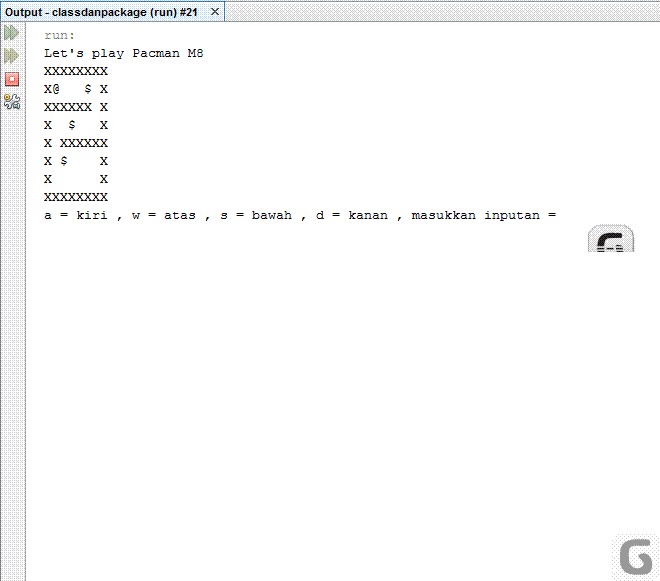 Output - classdanpackage (run) #21
run:
Let's play Pacman M8
XXXXXXXX
X@   $ X
XXXXXX X
X  $   X
X XXXXXX
X $    X
X      X
XXXXXXXX
a = kiri , w = atas , s = bawah , d = kanan , masukkan inputan =
G